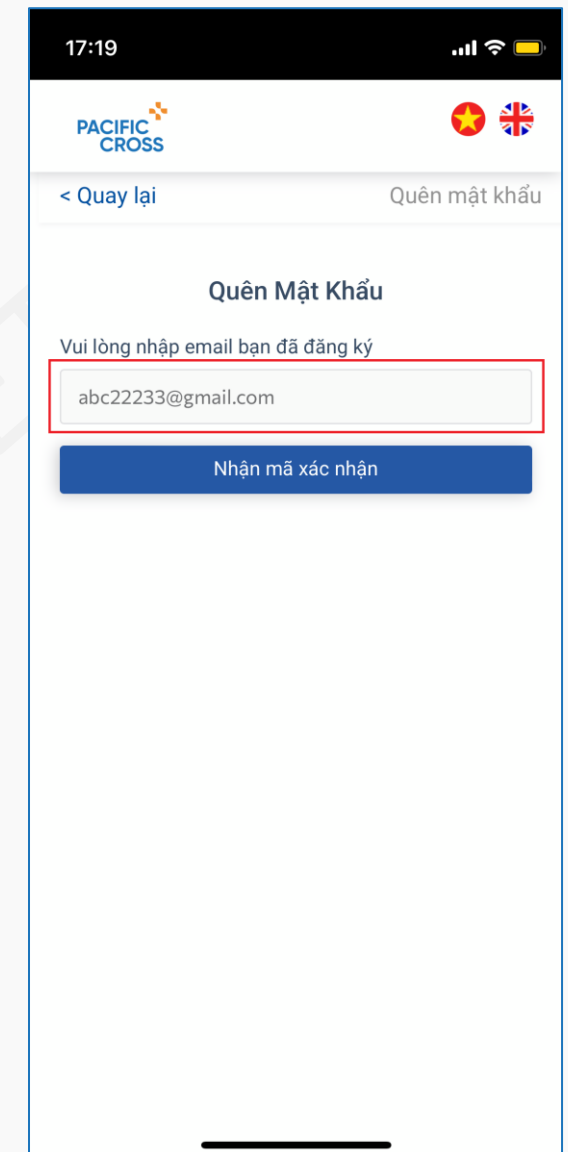 17:19
PACIFIC
CROSS
< Quay lại
Quên mật khẩu
Quên Mật Khẩu
Vui lòng nhập email bạn đã đăng ký
abc22233@gmail.com
Nhận mã xác nhận